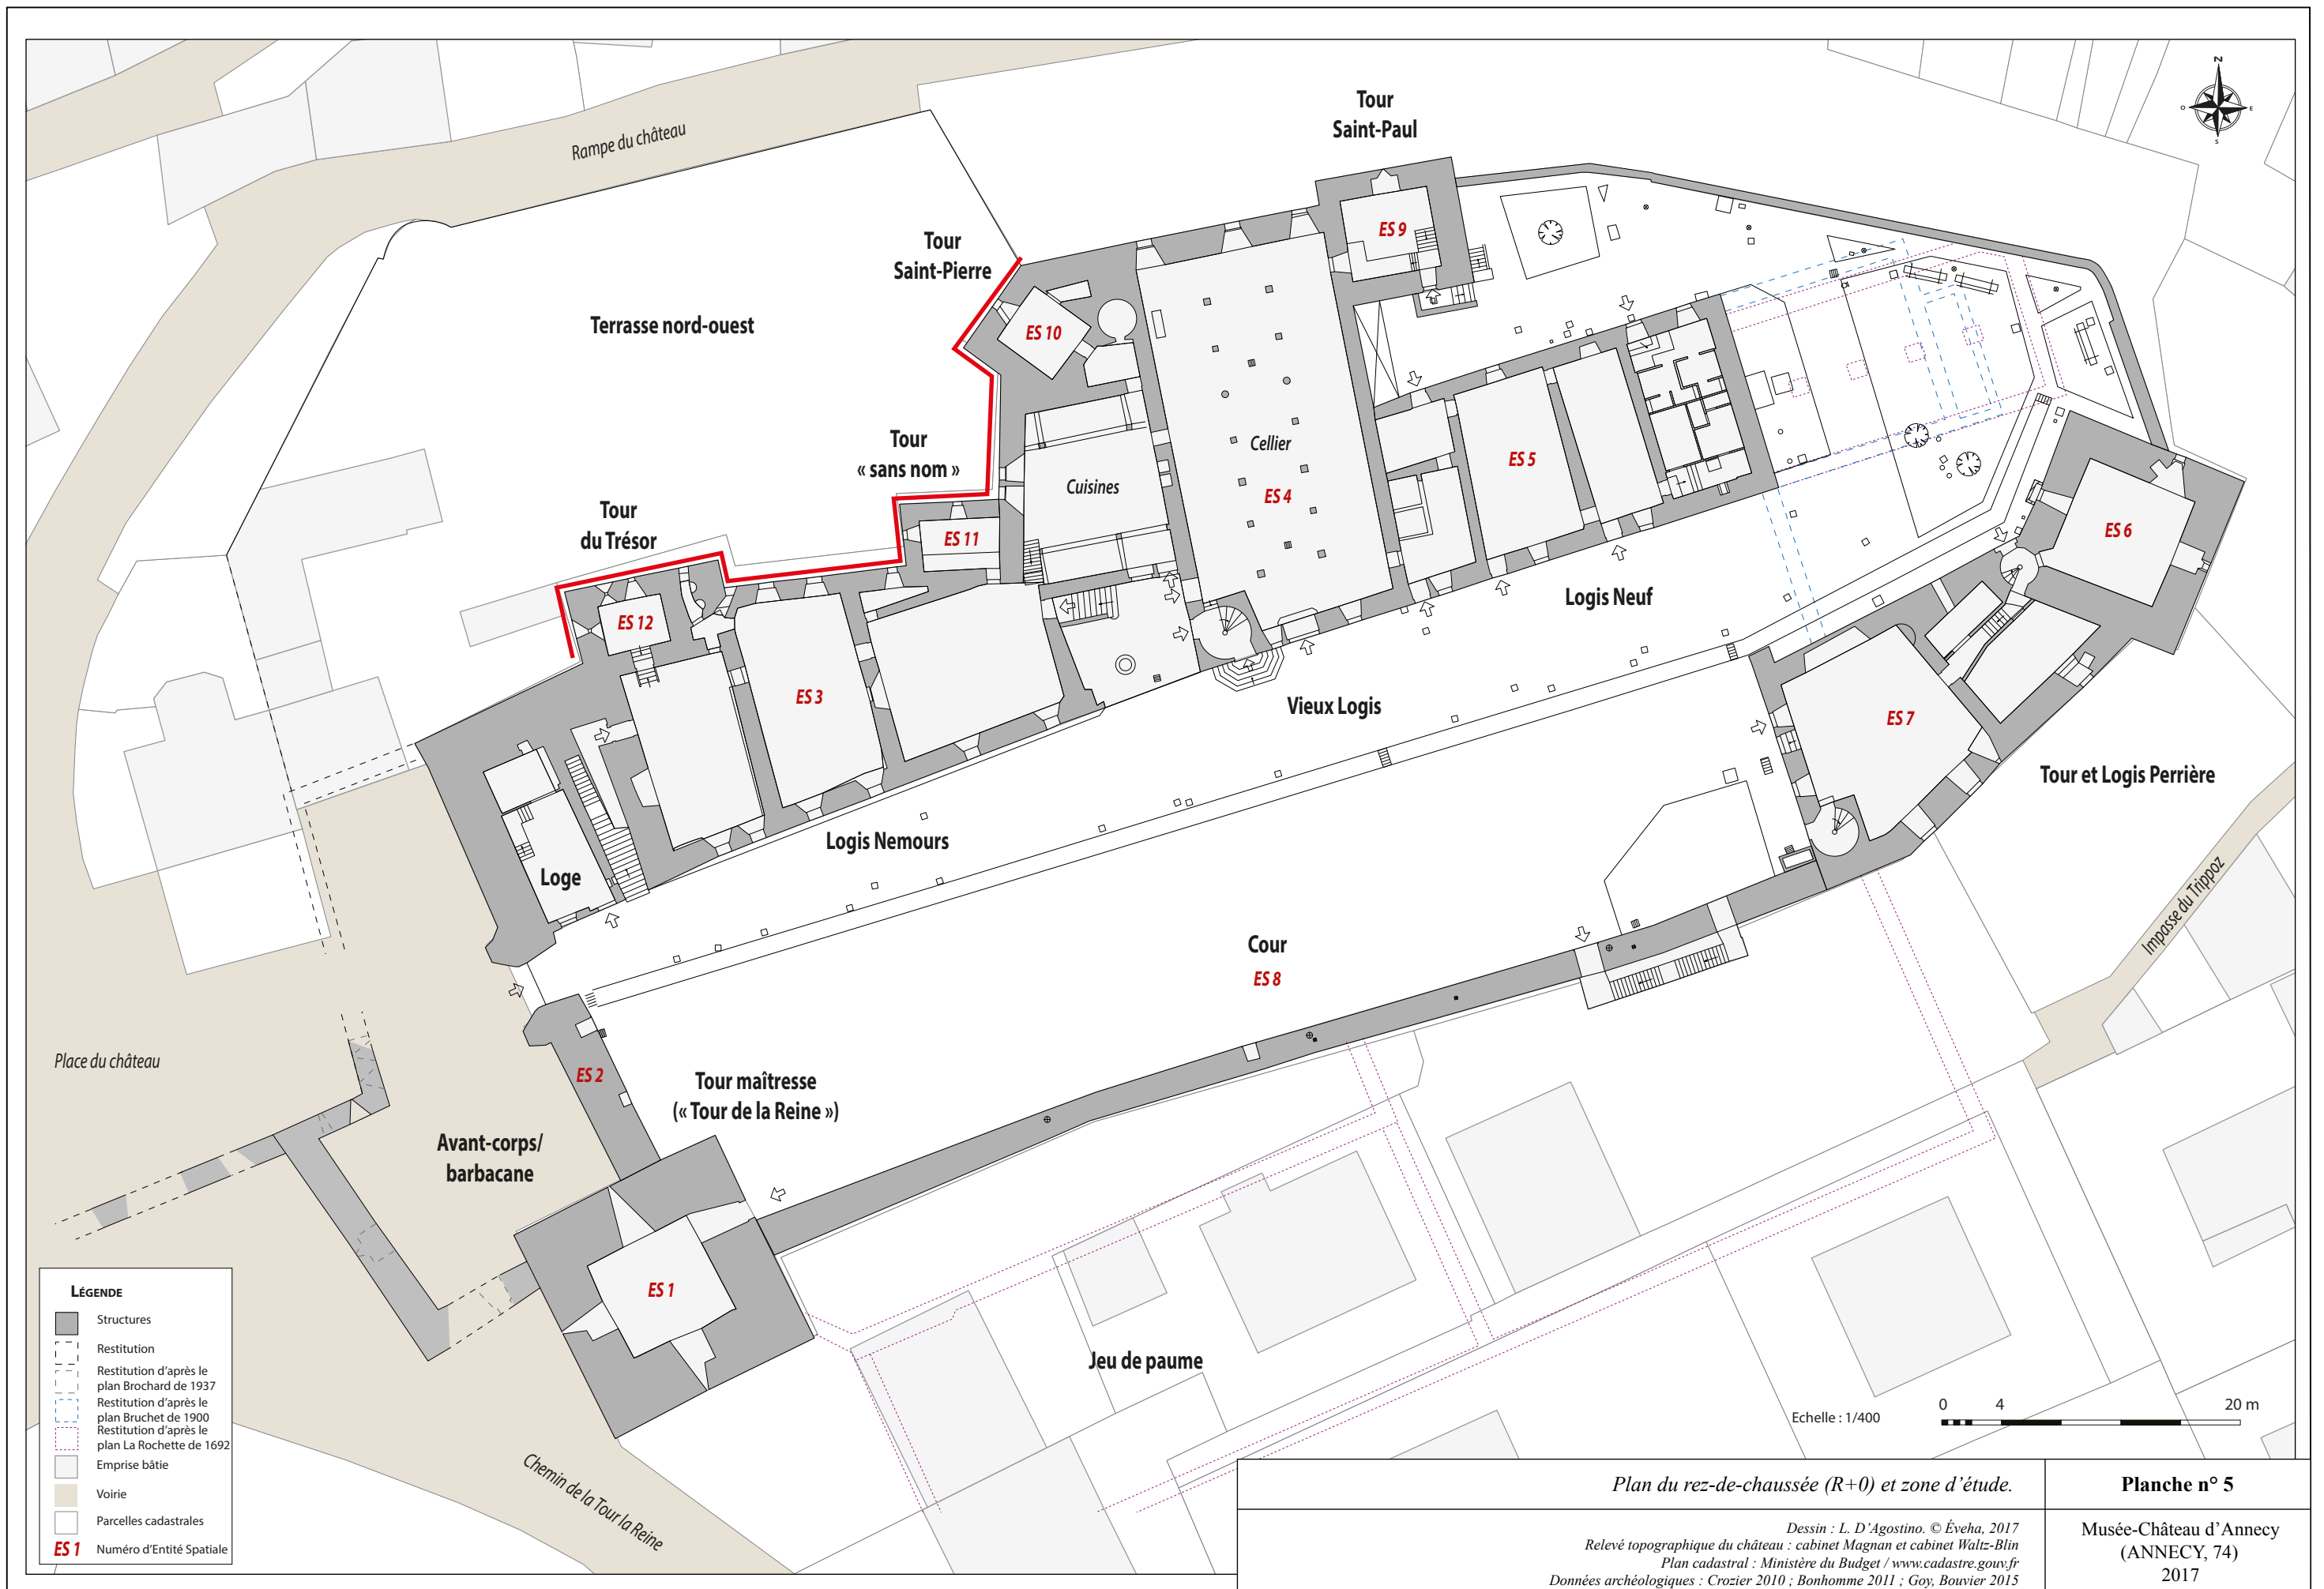 N
O
E
S
Rampe du château
Tour
Saint-Paul
ES 9
Tour
Saint-Pierre
ES 10
Terrasse nord-ouest
Tour
« sans nom »
Cellier
ES 4
ES 5
Cuisines
Tour
du Trésor
ES 11
ES 6
ES 12
Logis Neuf
ES 3
Vieux Logis
ES 7
Tour et Logis Perrière
Logis Nemours
Loge
Impasse du Trippoz
Cour
ES 8
Place du château
ES 2
Tour maîtresse
(« Tour de la Reine »)
Avant-corps/
barbacane
ES 1
Jeu de paume
Chemin de la Tour la Reine
LÉGENDE
Structures
Restitution
Restitution d'après le
plan Brochard de 1937
Restitution d'après le
plan Bruchet de 1900
Restitution d'après le
plan La Rochette de 1692
Emprise bâtie
Voirie
Parcelles cadastrales
ES 1 Numéro d'Entité Spatiale
Echelle : 1/400
0 4 20 m
Plan du rez-de-chaussée (R+0) et zone d'étude.
Planche n° 5
Dessin : L. D'Agostino. © Éveha, 2017
Relevé topographique du château : cabinet Magnan et cabinet Waltz-Blin
Plan cadastral : Ministère du Budget / www.cadastre.gouv.fr
Données archéologiques : Crozier 2010 ; Bonhomme 2011 ; Goy, Bouvier 2015
Musée-Château d'Annecy
(ANNECY, 74)
2017